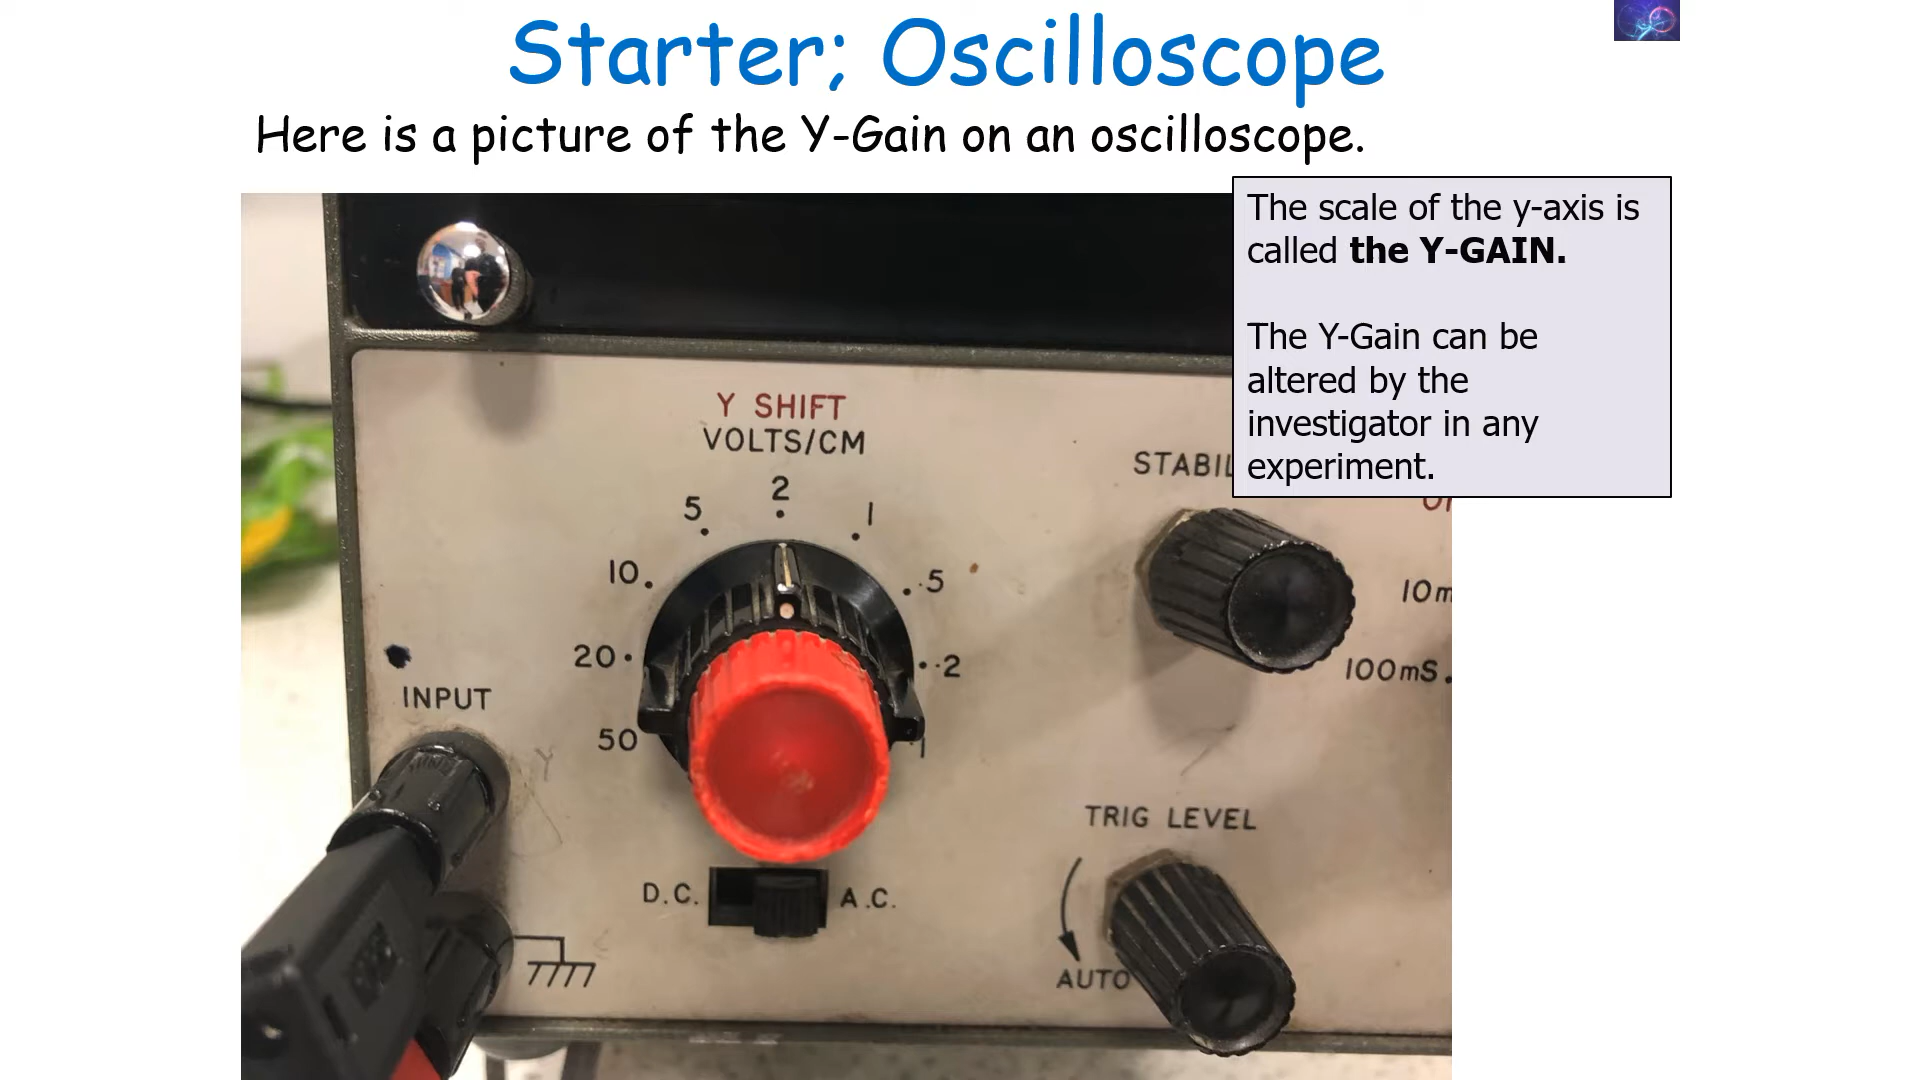 Starter; Oscilloscope
Here is a picture of the Y-Gain on an oscilloscope.
The scale of the y-axis is
called the Y-GAIN.
The Y-Gain can be
altered by the
investigator in any
experiment.
Y SHIFT
VOLTS/CM
2
5
1
10
.5
20
.2
50
.1
INPUT
STABIL
10m
100mS
TRIG LEVEL
D.C.
A.C.
AUTO